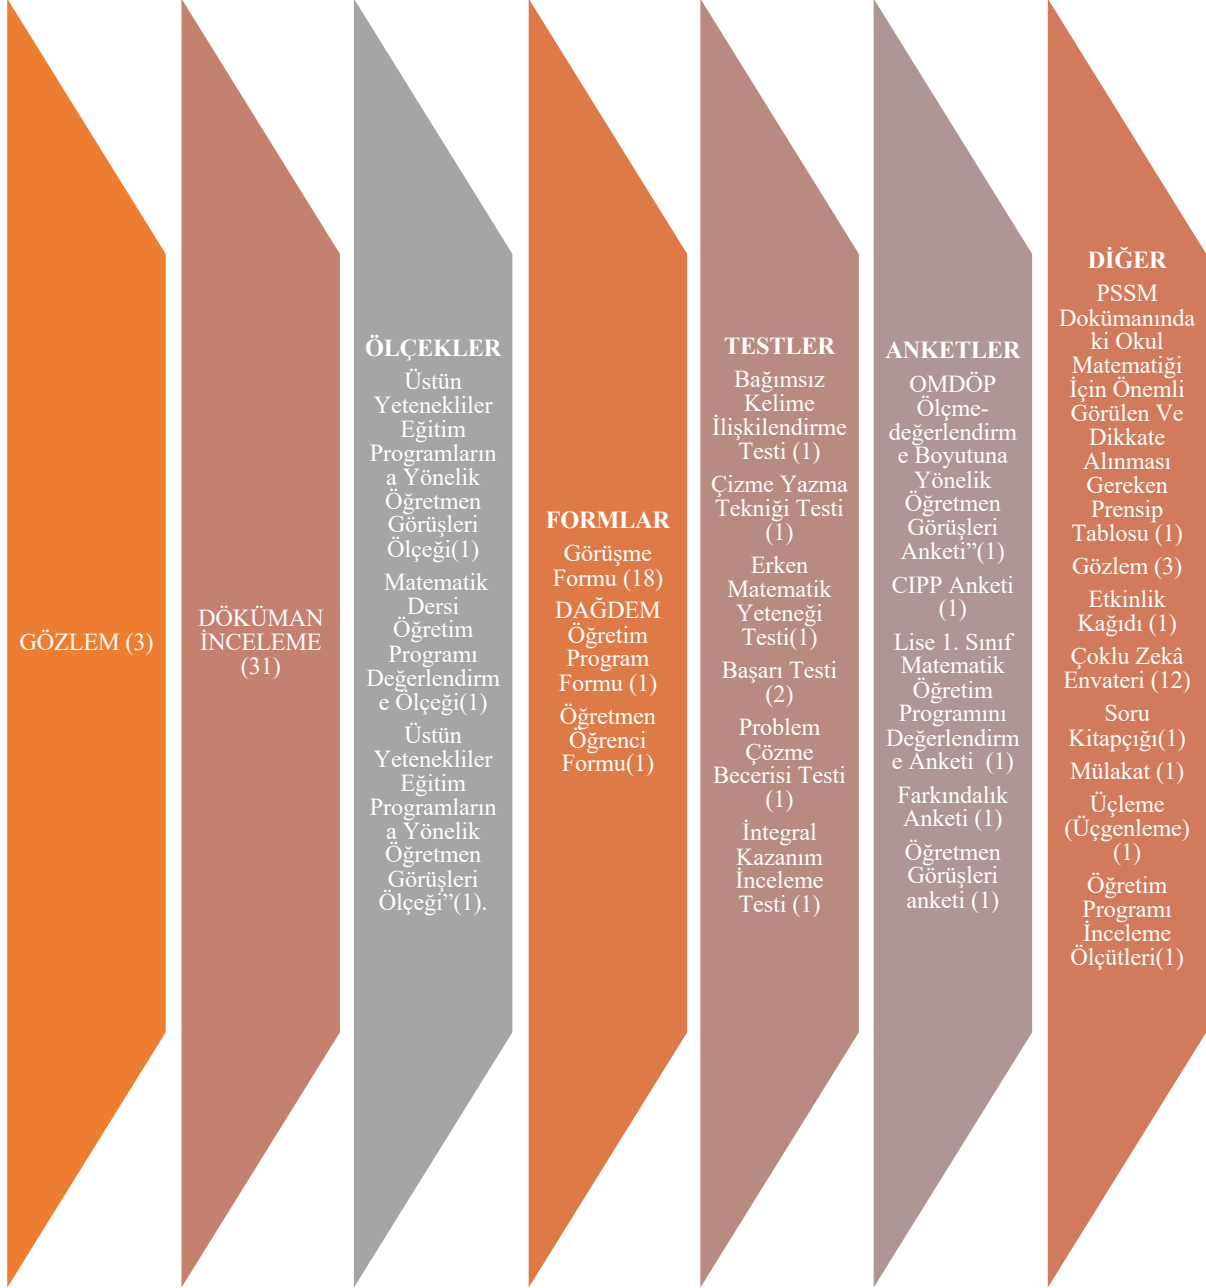 GÖZLEM (3)
DÖKÜMAN
İNCELEME
(31)
ÖLÇEKLER
Üstün
Yetenekliler
Eğitim
Programların
a Yönelik
Öğretmen
Görüşleri
Ölçeği(1)
Matematik
Dersi
Öğretim
Programı
Değerlendirm
e Ölçeği(1)
Üstün
Yetenekliler
Eğitim
Programların
a Yönelik
Öğretmen
Görüşleri
Ölçeği”(1).
FORMLAR
Görüşme
Formu (18)
DAĞDEM
Öğretim
Program
Formu (1)
Öğretmen
Öğrenci
Formu(1)
TESTLER
Bağımsız
Kelime
İlişkilendirme
Testi (1)
Çizme Yazma
Tekniği Testi
(1)
Erken
Matematik
Yeteneği
Testi(1)
Başarı Testi
(2)
Problem
Çözme
Becerisi Testi
(1)
İntegral
Kazanım
İnceleme
Testi (1)
ANKETLER
OMDÖP
Ölçme-
değerlendirm
e Boyutuna
Yönelik
Öğretmen
Görüşleri
Anketi”(1)
CIPP Anketi
(1)
Lise 1. Sınıf
Matematik
Öğretim
Programını
Değerlendirm
e Anketi  (1)
Farkındalık
Anketi (1)
Öğretmen
Görüşleri
anketi (1)
DİĞER
PSSM
Dokümanında
ki Okul
Matematiği
İçin Önemli
Görülen Ve
Dikkate
Alınması
Gereken
Prensip
Tablosu (1)
Gözlem (3)
Etkinlik
Kağıdı (1)
Çoklu Zekâ
Envateri (12)
Soru
Kitapçığı(1)
Mülakat (1)
Üçleme
(Üçgenleme)
(1)
Öğretim
Programı
İnceleme
Ölçütleri(1)